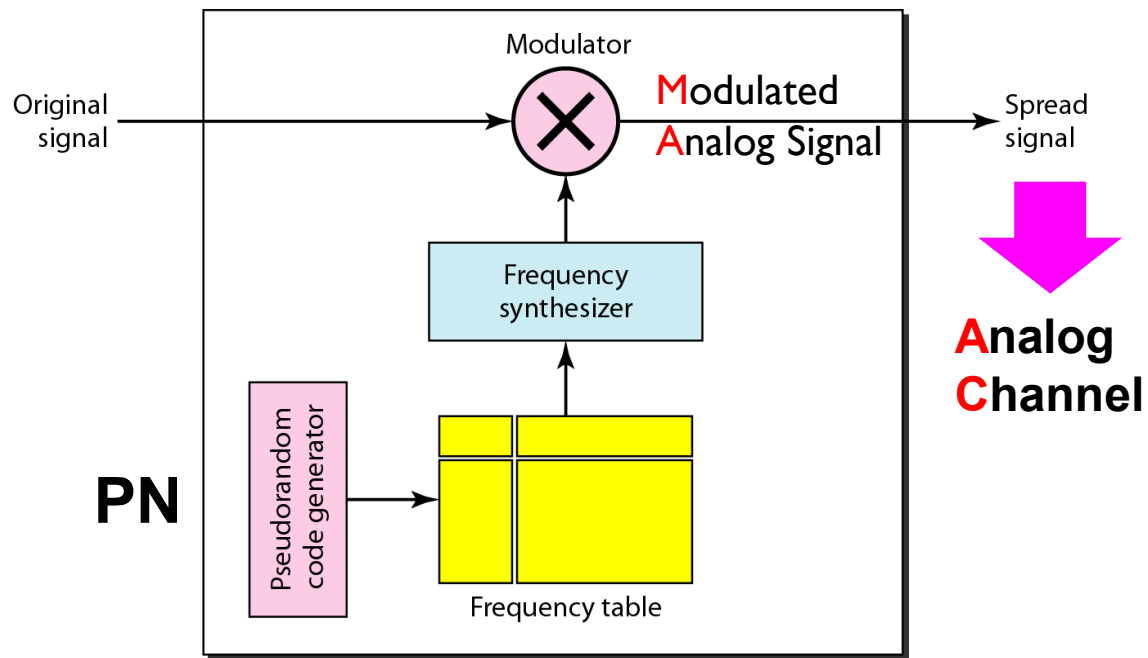 Modulator
Original
signal
Modulated
Analog Signal
Spread
signal
Frequency
synthesizer
Analog
Channel
PN
Pseudorandom
code generator
Frequency table